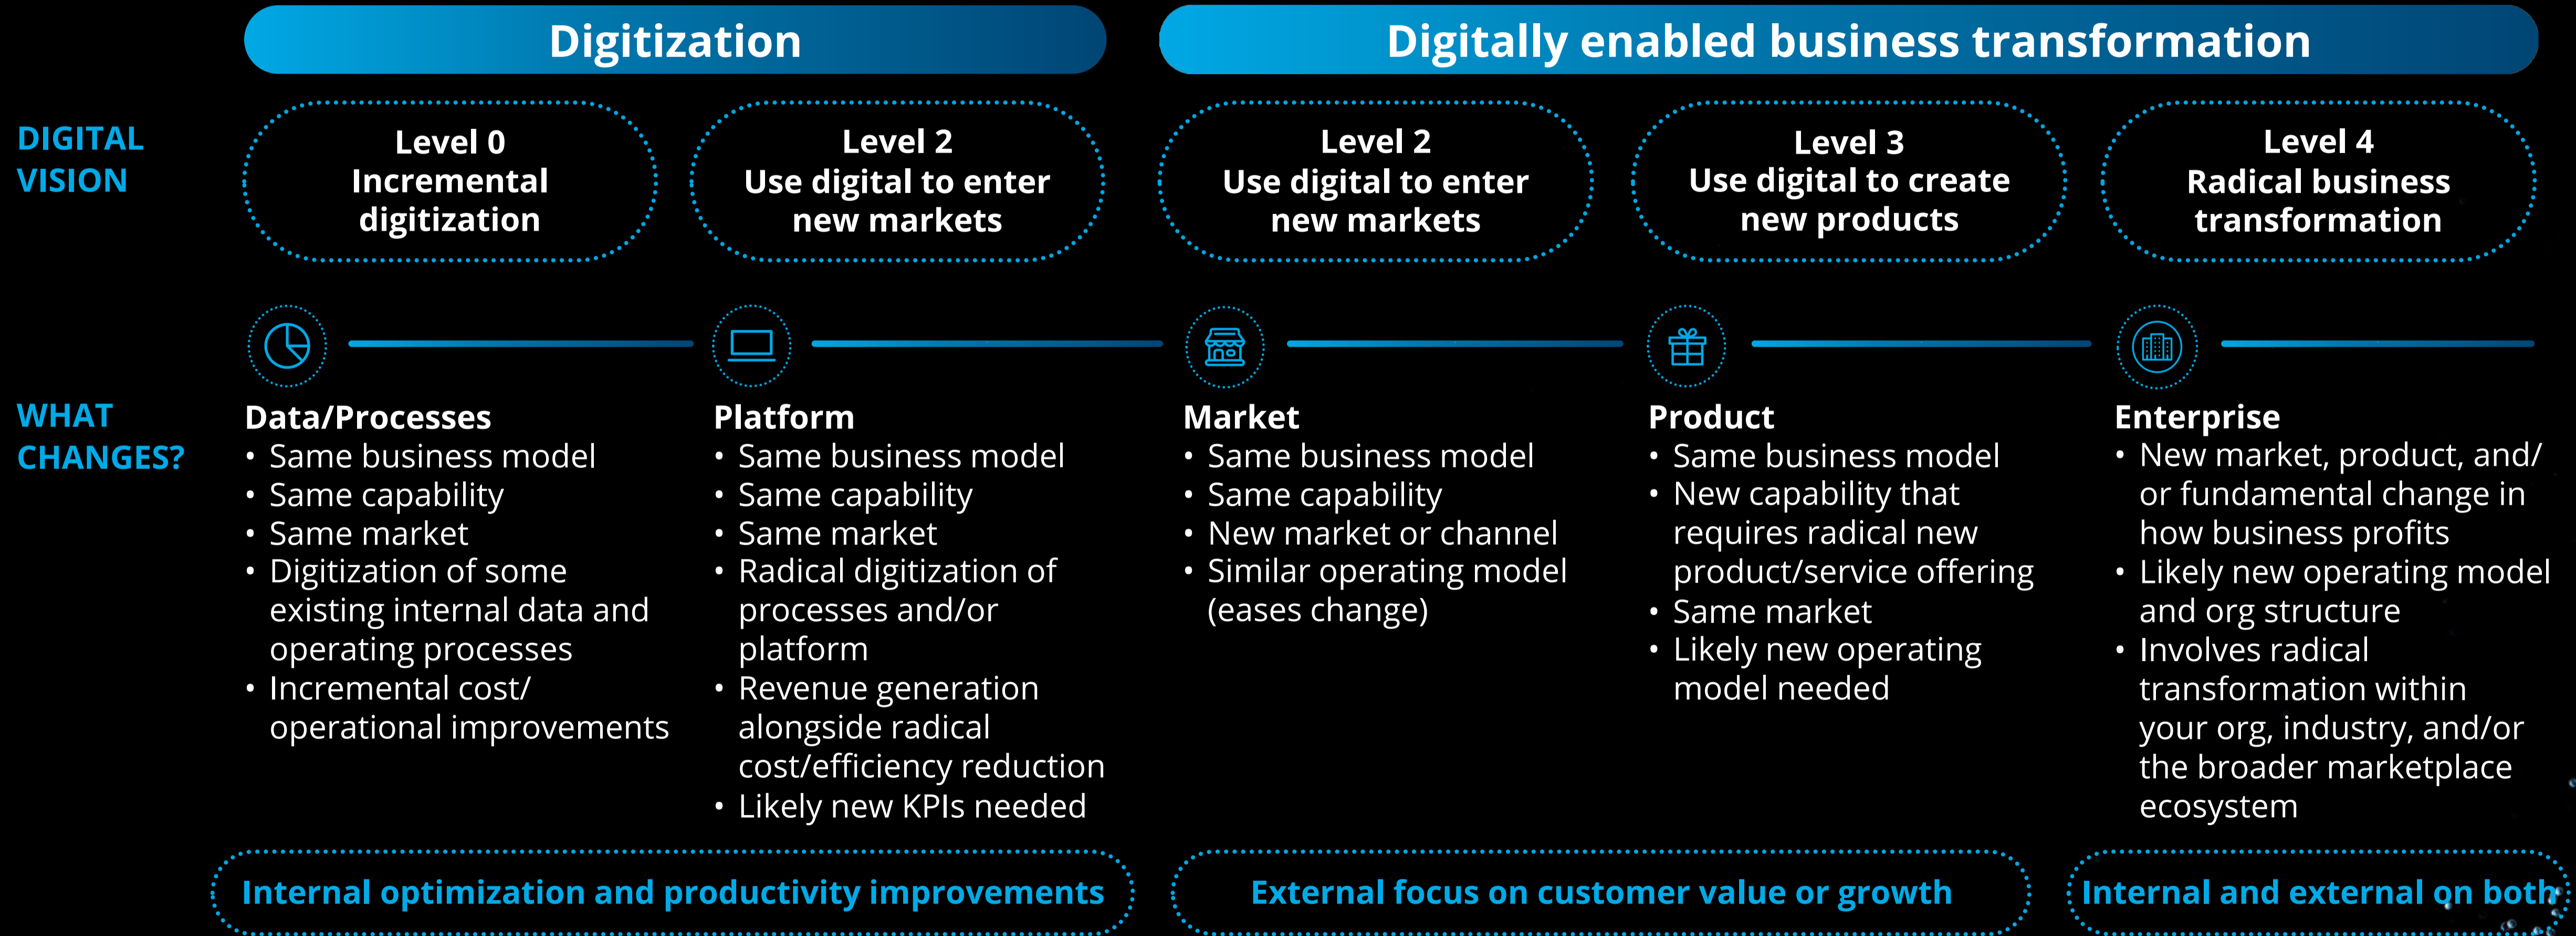 Digitization
Digitally enabled business transformation
DIGITAL
VISION
Level 0
Incremental
digitization
Level 2
Use digital to enter
new markets
Level 2
Use digital to enter
new markets
Level 3
Use digital to create
new products
Level 4
Radical business
transformation
WHAT
CHANGES?
Data/Processes
• Same business model
• Same capability
• Same market
• Digitization of some
existing internal data and
operating processes
• Incremental cost/
operational improvements
Platform
• Same business model
• Same capability
• Same market
• Radical digitization of
processes and/or
platform
• Revenue generation
alongside radical
cost/efficiency reduction
• Likely new KPIs needed
Market
• Same business model
• Same capability
• New market or channel
• Similar operating model
(eases change)
Product
• Same business model
• New capability that
requires radical new
product/service offering
• Same market
• Likely new operating
model needed
Enterprise
• New market, product, and/
or fundamental change in
how business profits
• Likely new operating model
and org structure
• Involves radical
transformation within
your org, industry, and/or
the broader marketplace
ecosystem
Internal optimization and productivity improvements
External focus on customer value or growth
Internal and external on both